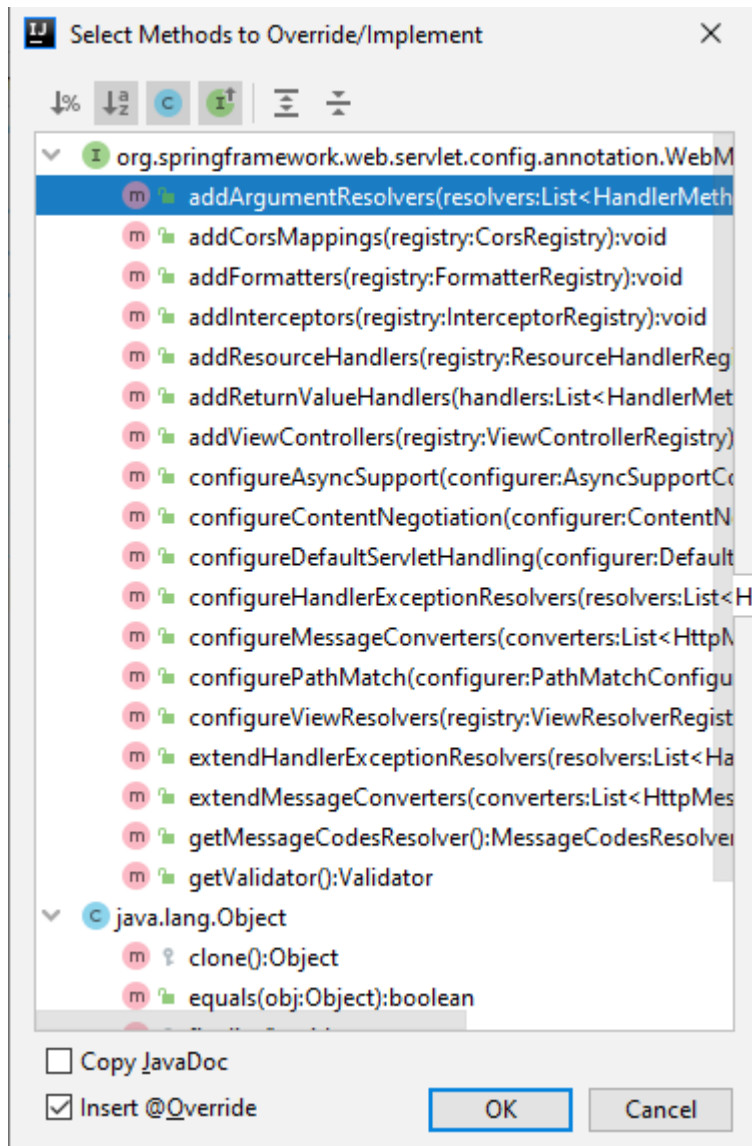 Select Methods to Override/Implement
org.springframework.web.servlet.config.annotation.WebM
addArgumentResolvers(resolvers:List<HandlerMeth
addCorsMappings(registry:CorsRegistry):void
addFormatters(registry:FormatterRegistry):void
addInterceptors(registry:InterceptorRegistry):void
addResourceHandlers(registry:ResourceHandlerReg
addReturnValueHandlers(handlers:List<HandlerMet
addViewControllers(registry:ViewControllerRegistry)
configureAsyncSupport(configurer:AsyncSupportCo
configureContentNegotiation(configurer:ContentN
configureDefaultServletHandling(configurer:Default
configureHandlerExceptionResolvers(resolvers:List<H
configureMessageConverters(converters:List<HttpM
configurePathMatch(configurer:PathMatchConfigu
configureViewResolvers(registry:ViewResolverRegist
extendHandlerExceptionResolvers(resolvers:List<Ha
extendMessageConverters(converters:List<HttpMes
getMessageCodesResolver():MessageCodesResolver
getValidator():Validator
java.lang.Object
clone():Object
equals(obj:Object):boolean
Copy JavaDoc
Insert @Override
OK
Cancel